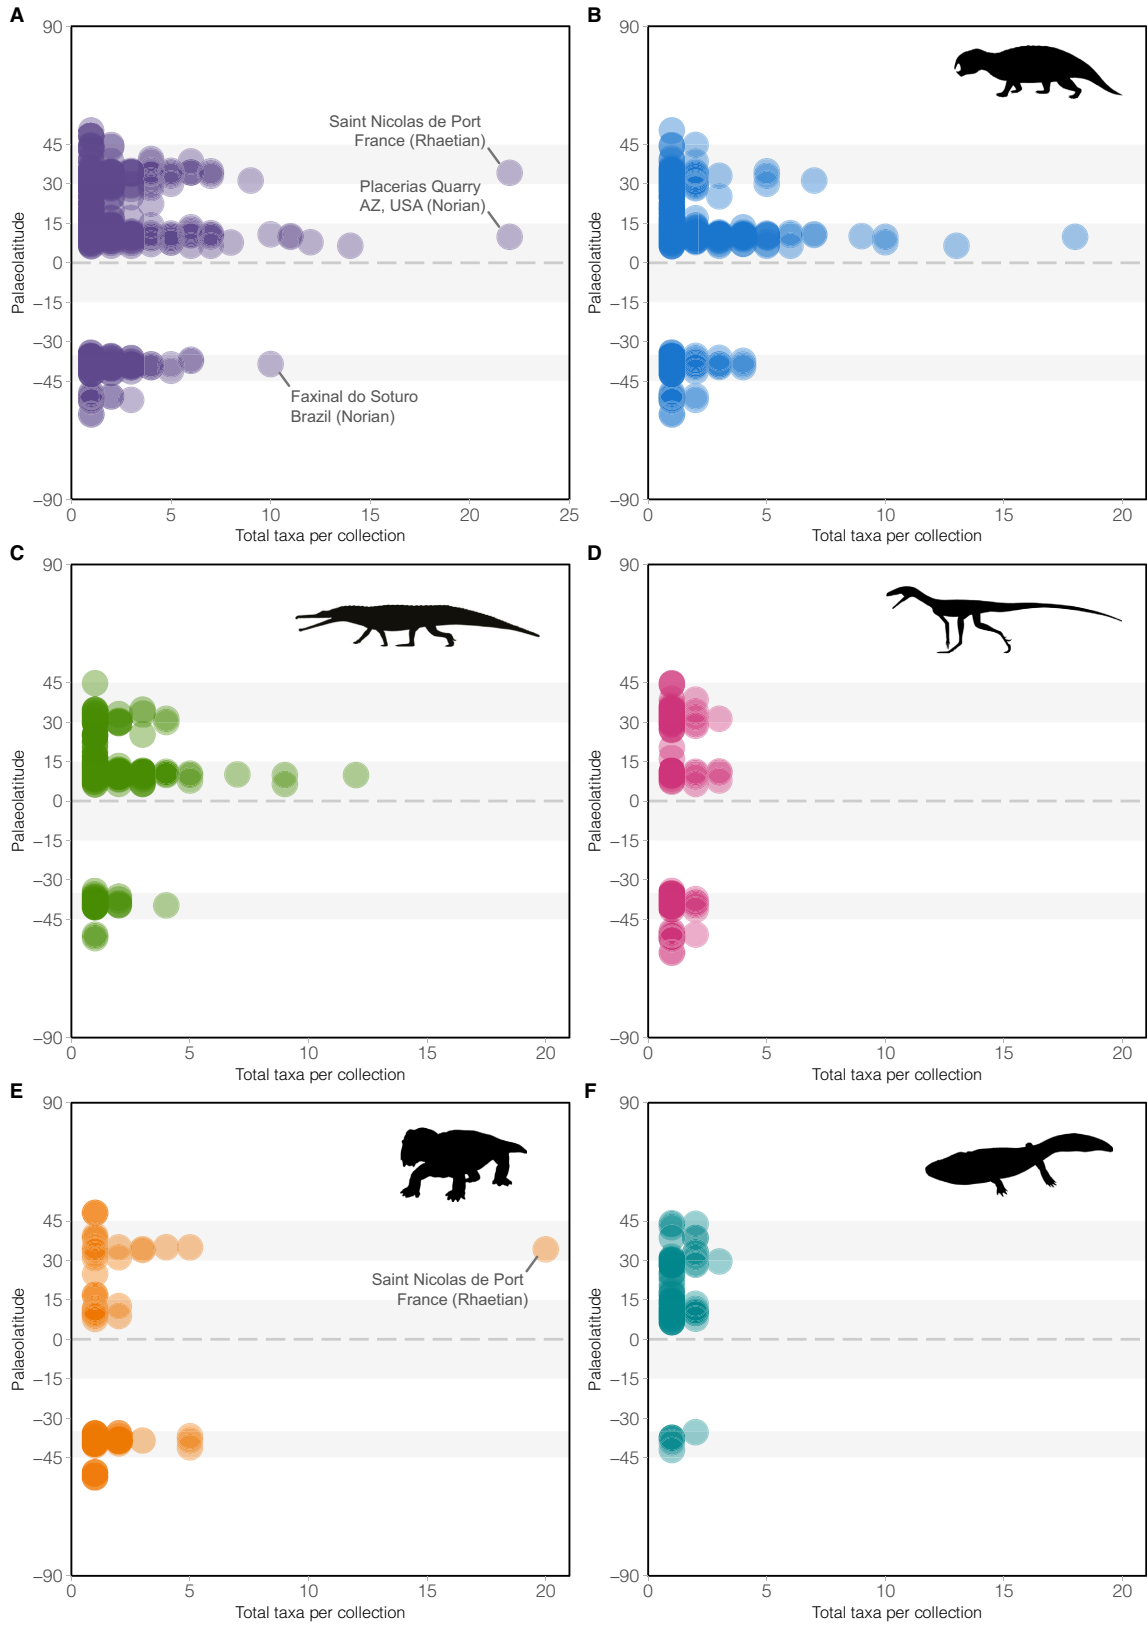 A
90
45
30
15
0
−15
−30
−45
−90
Palaeolatitude
Saint Nicolas de Port
France (Rhaetian)
Placerias Quarry
AZ, USA (Norian)
Faxinal do Soturo
Brazil (Norian)
0 5 10 15 20 25
Total taxa per collection
B
90
45
30
15
0
−15
−30
−45
−90
Palaeolatitude
0 5 10 15 20
Total taxa per collection
C
90
45
30
15
0
−15
−30
−45
−90
Palaeolatitude
0 5 10 15 20
Total taxa per collection
D
90
45
30
15
0
−15
−30
−45
−90
Palaeolatitude
0 5 10 15 20
Total taxa per collection
E
90
45
30
15
0
−15
−30
−45
−90
Palaeolatitude
Saint Nicolas de Port
France (Rhaetian)
0 5 10 15 20
Total taxa per collection
F
90
45
30
15
0
−15
−30
−45
−90
Palaeolatitude
0 5 10 15 20
Total taxa per collection